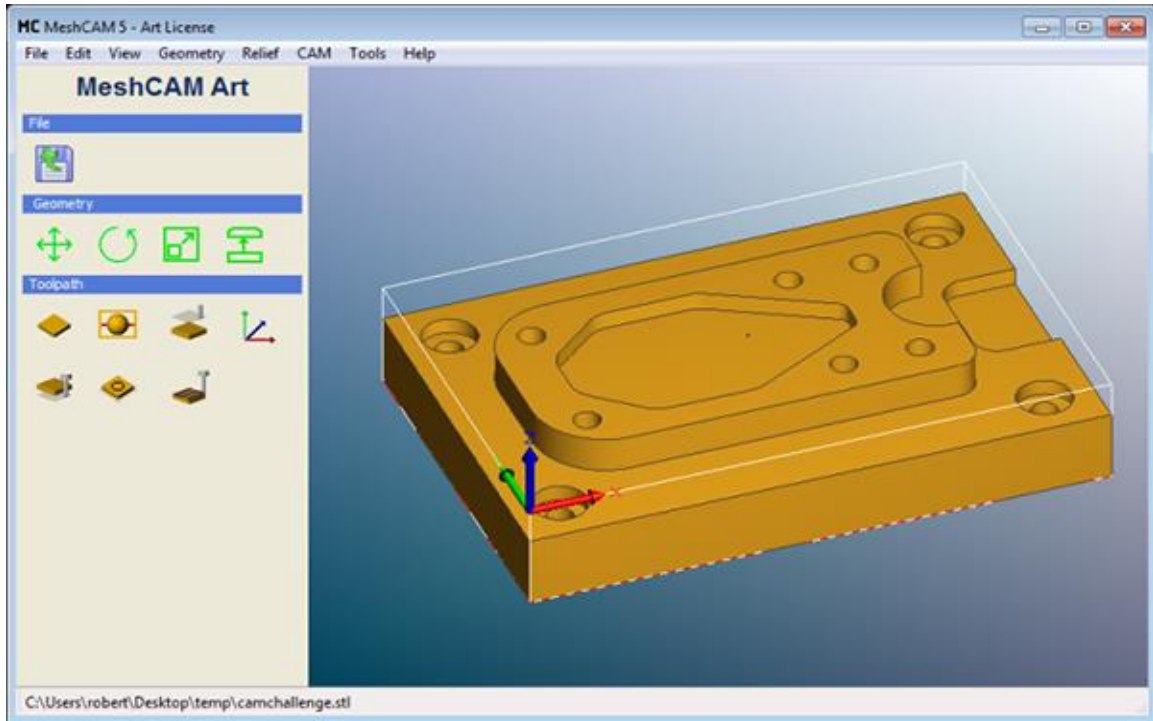 MC MeshCAM 5 - Art License
File Edit View Geometry Relief CAM Tools Help
MeshCAM Art
File
Geometry
Toolpath
X
Z
C:\Users\robert\Desktop\temp\camchallenge.stl